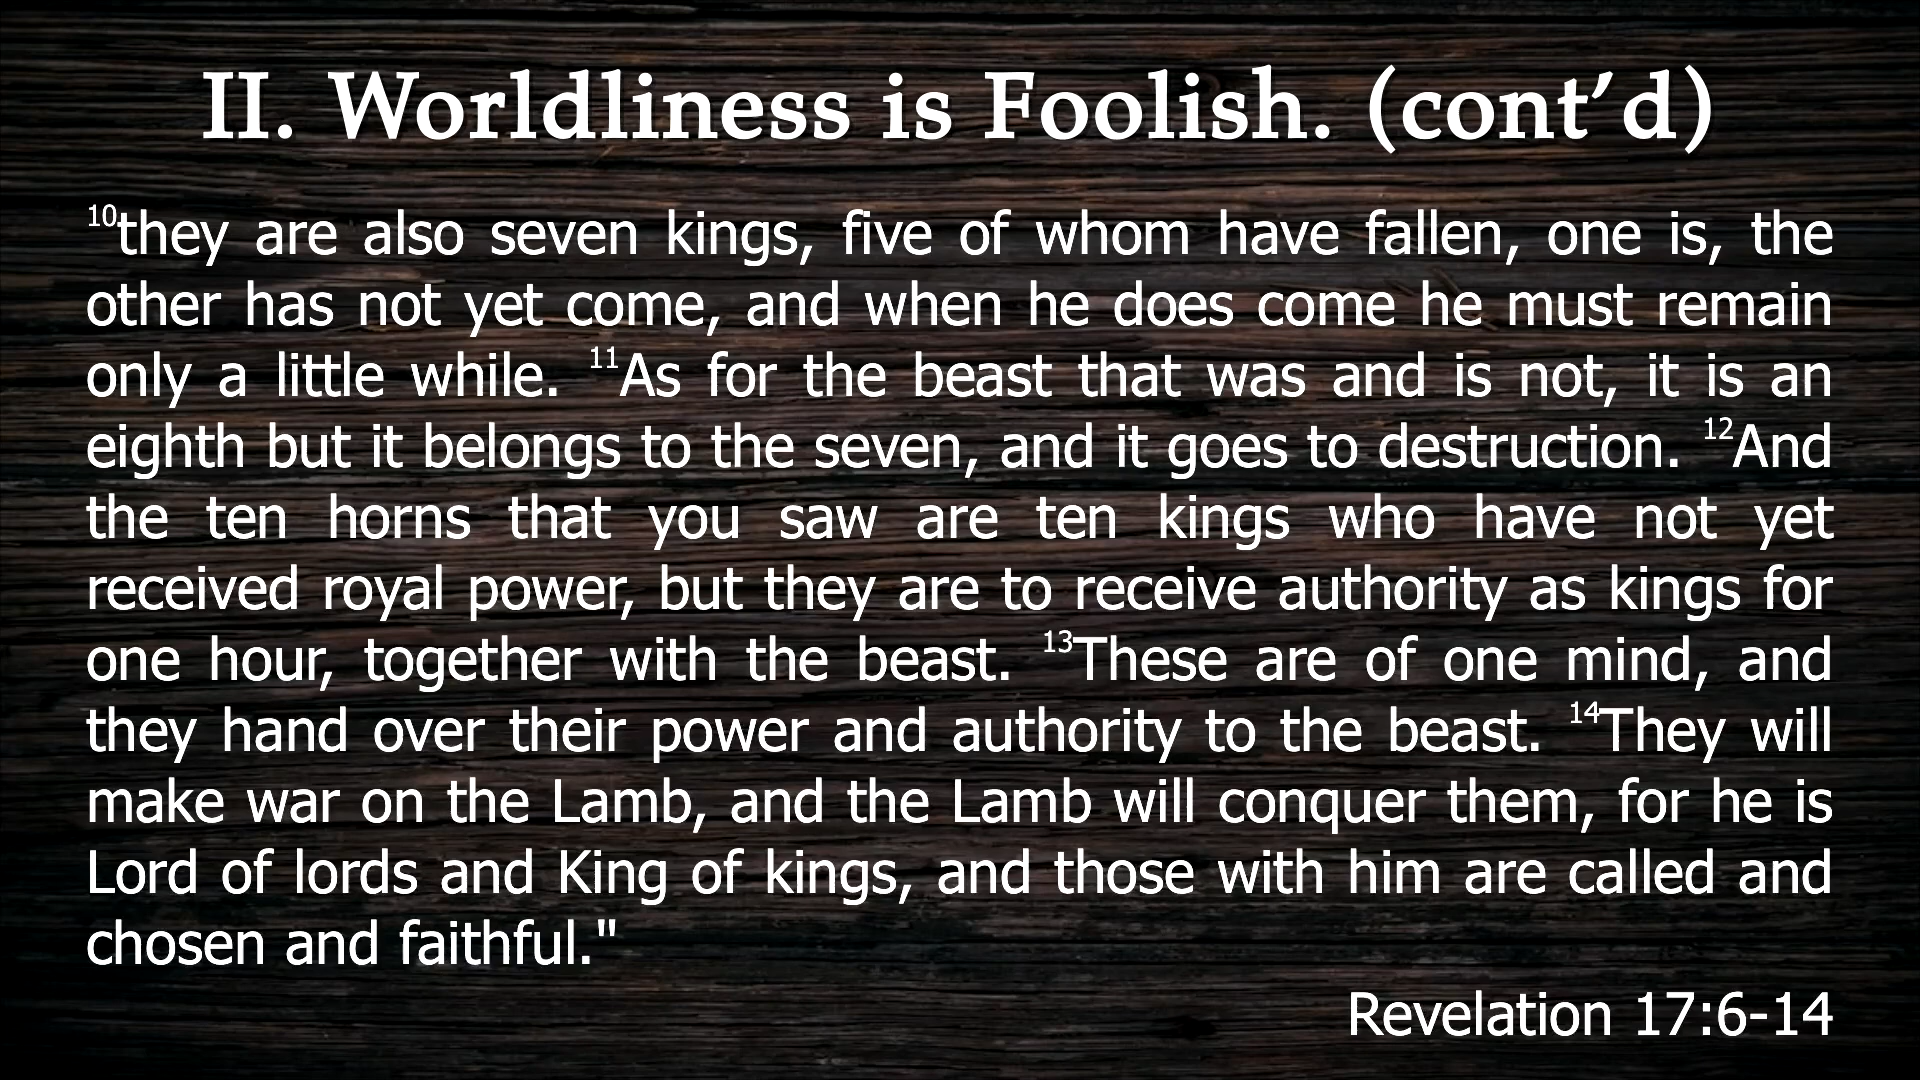 II. Worldliness is Foolish. (cont’d)
10they are also seven kings, five of whom have fallen, one is, the
other has not yet come, and when he does come he must remain
only a little while. 11As for the beast that was and is not, it is an
eighth but it belongs to the seven, and it goes to destruction. 12And
the ten horns that you saw are ten kings who have not yet
received royal power, but they are to receive authority as kings for
one hour, together with the beast. 13These are of one mind, and
they hand over their power and authority to the beast. 14They will
make war on the Lamb, and the Lamb will conquer them, for he is
Lord of lords and King of kings, and those with him are called and
chosen and faithful."
Revelation 17:6-14